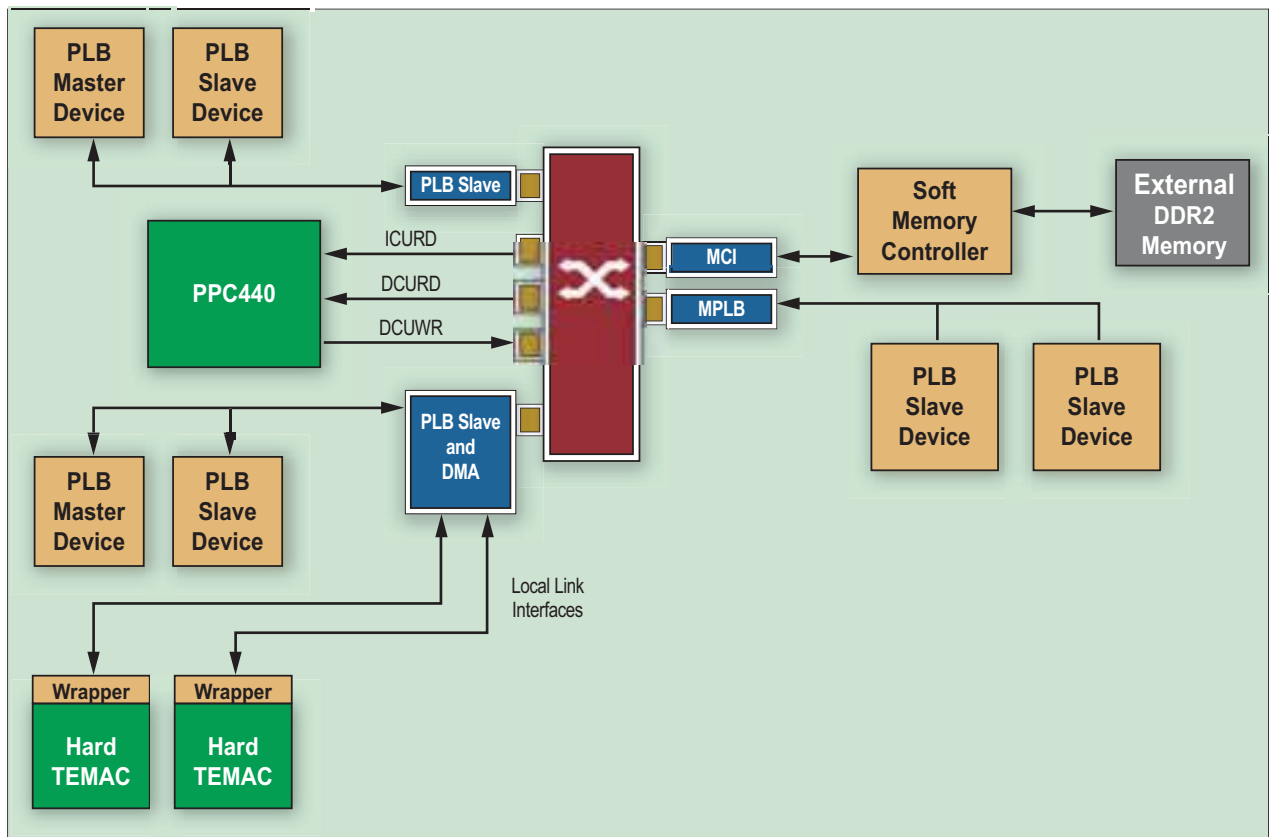 PLB
Master
Device
PLB
Slave
Device
PLB Slave
ICURD
DCURD
DCUWR
PPC440
MCI
MPLB
Soft
Memory
Controller
External
DDR2
Memory
PLB
Slave
Device
PLB
Slave
Device
PLB Slave
and
DMA
PLB
Master
Device
PLB
Slave
Device
Local Link
Interfaces
Wrapper
Hard
TEMAC
Wrapper
Hard
TEMAC